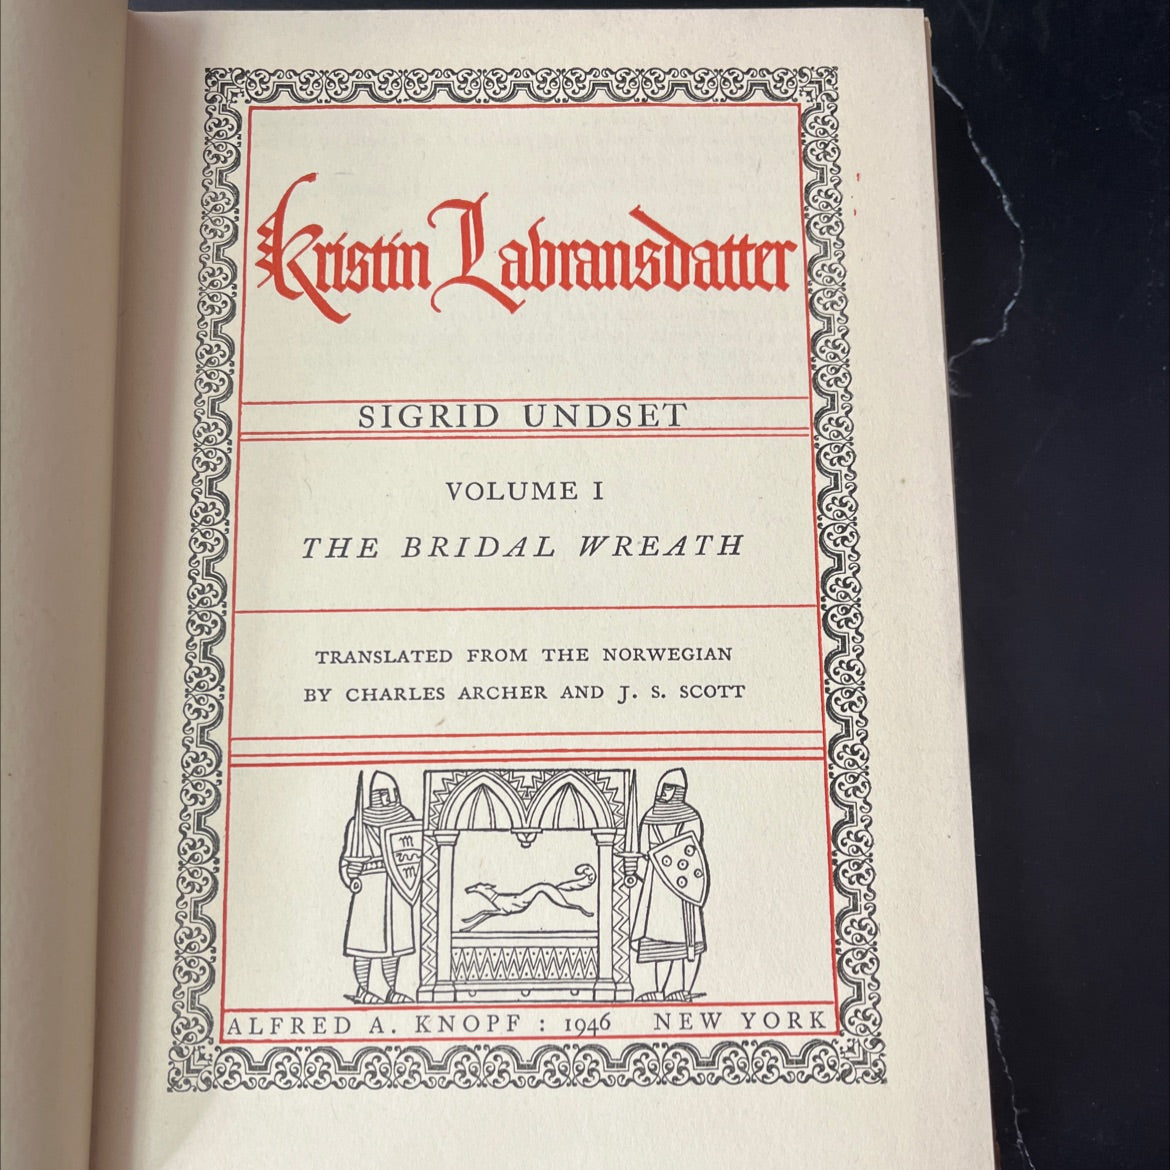 Kristin Labransdatter
SIGRID UNDSET
VOLUME I
THE BRIDAL WREATH
TRANSLATED FROM THE NORWEGIAN
BY CHARLES ARCHER AND J. S. SCOTT
ALFRED A. KNOPF : 1946 NEW YORK